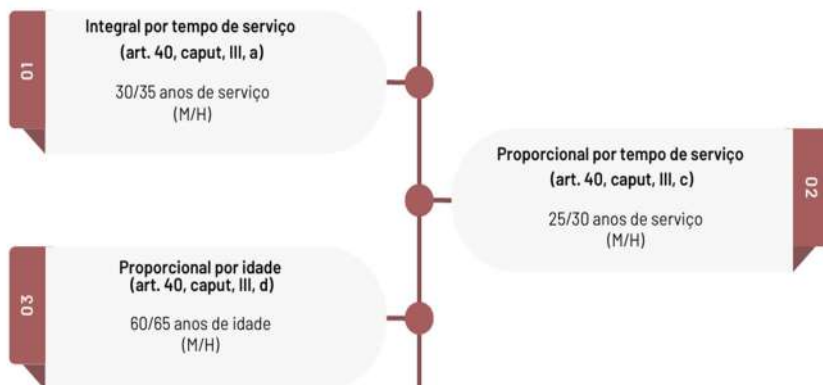 01
Integral por tempo de serviço
(art. 40, caput, III, a)
30/35 anos de serviço
(M/H)
02
Proporcional por tempo de serviço
(art. 40, caput, III, c)
25/30 anos de serviço
(M/H)
03
Proporcional por idade
(art. 40, caput, III, d)
60/65 anos de idade
(M/H)